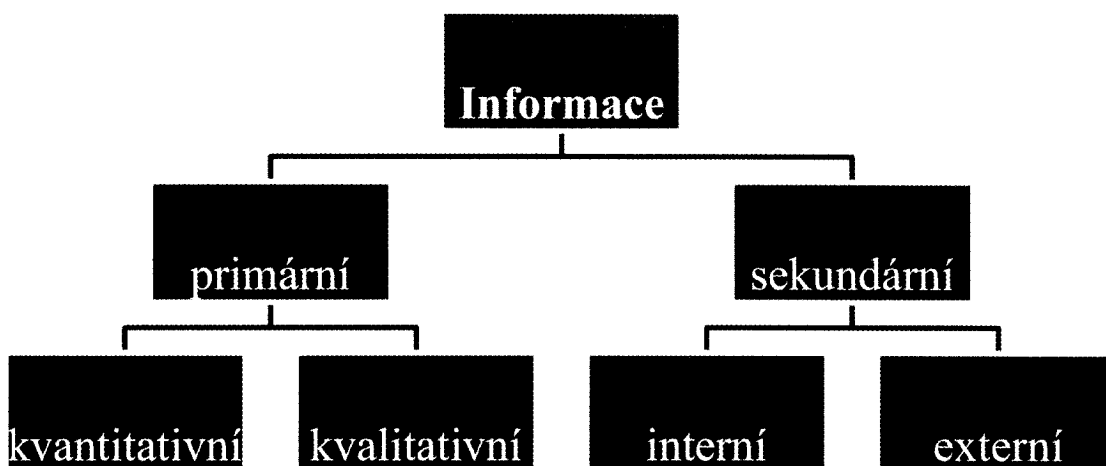 Informace
primární
sekundární
kvantitativní
kvalitativní
interní
externí